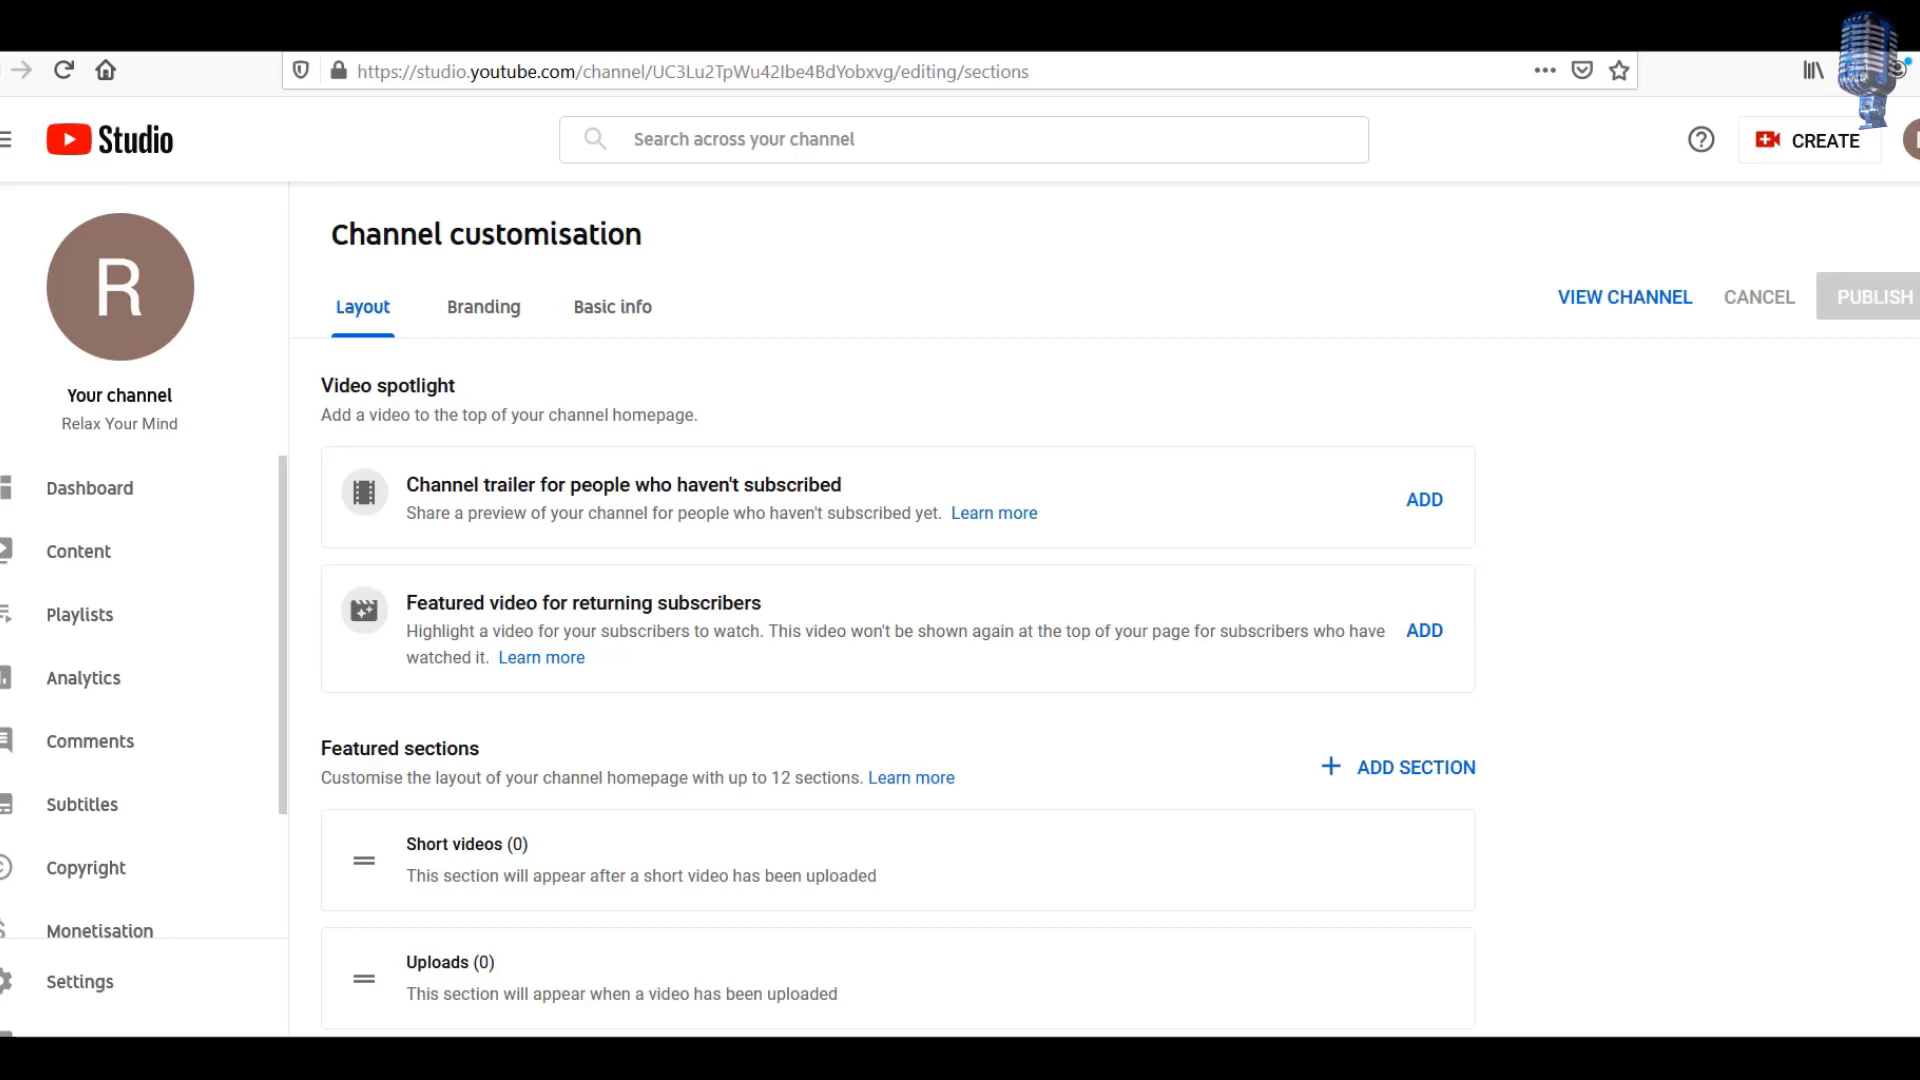 https://studio.youtube.com/channel/UC3Lu2TpWu42Ibe4BdYobxvg/editing/sections
Studio
Search across your channel
CREATE
R
Your channel
Relax Your Mind
Dashboard
Content
Playlists
Analytics
Comments
Subtitles
Copyright
Monetisation
Settings
Channel customisation
Layout
Branding
Basic info
VIEW CHANNEL
CANCEL
PUBLISH
Video spotlight
Add a video to the top of your channel homepage.
Channel trailer for people who haven't subscribed
Share a preview of your channel for people who haven't subscribed yet. Learn more
ADD
Featured video for returning subscribers
Highlight a video for your subscribers to watch. This video won't be shown again at the top of your page for subscribers who have
watched it. Learn more
ADD
Featured sections
Customise the layout of your channel homepage with up to 12 sections. Learn more
ADD SECTION
Short videos (0)
This section will appear after a short video has been uploaded
Uploads (0)
This section will appear when a video has been uploaded